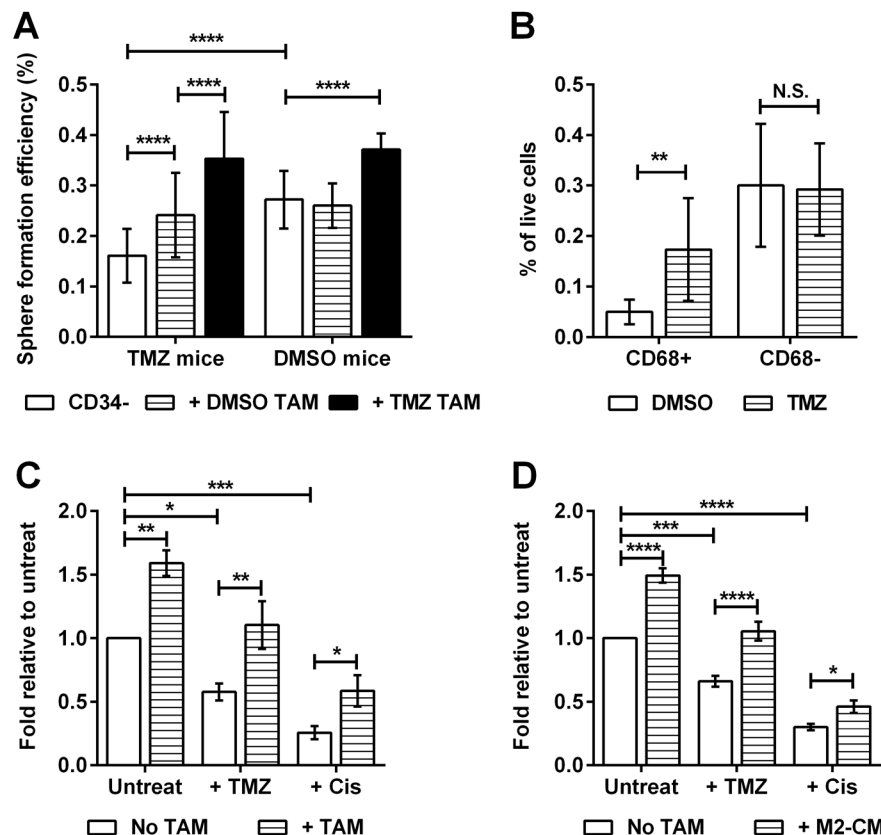 A
Sphere formation efficiency (%)
0.5
0.4
0.3
0.2
0.1
0.0
****
****
****
****
TMZ mice DMSO mice
CD34- + DMSO TAM + TMZ TAM
B
% of live cells
0.5
0.4
0.3
0.2
0.1
0.0
**
N.S.
CD68+ CD68-
DMSO TMZ
C
Fold relative to untreat
2.0
1.5
1.0
0.5
0.0
***
*
**
**
*
Untreat + TMZ + Cis
No TAM + TAM
D
Fold relative to untreat
2.0
1.5
1.0
0.5
0.0
****
***
****
****
*
Untreat + TMZ + Cis
No TAM + M2-CM